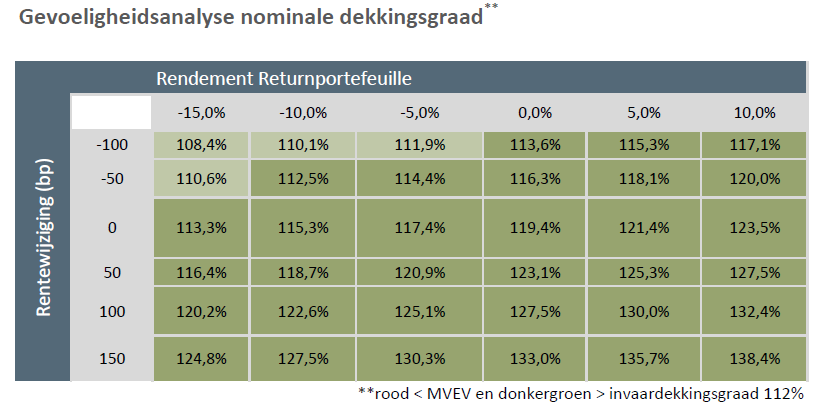 Gevoeligheidsanalyse nominale dekkingsgraad**
Rendement Returnportefeuille
-15,0% -10,0% -5,0% 0,0% 5,0% 10,0%
Rentewijziging (bp)
-100 108,4% 110,1% 111,9% 113,6% 115,3% 117,1%
-50 110,6% 112,5% 114,4% 116,3% 118,1% 120,0%
0 113,3% 115,3% 117,4% 119,4% 121,4% 123,5%
50 116,4% 118,7% 120,9% 123,1% 125,3% 127,5%
100 120,2% 122,6% 125,1% 127,5% 130,0% 132,4%
150 124,8% 127,5% 130,3% 133,0% 135,7% 138,4%
**rood < MVEV en donkergroen > invaardekkingsgraad 112%